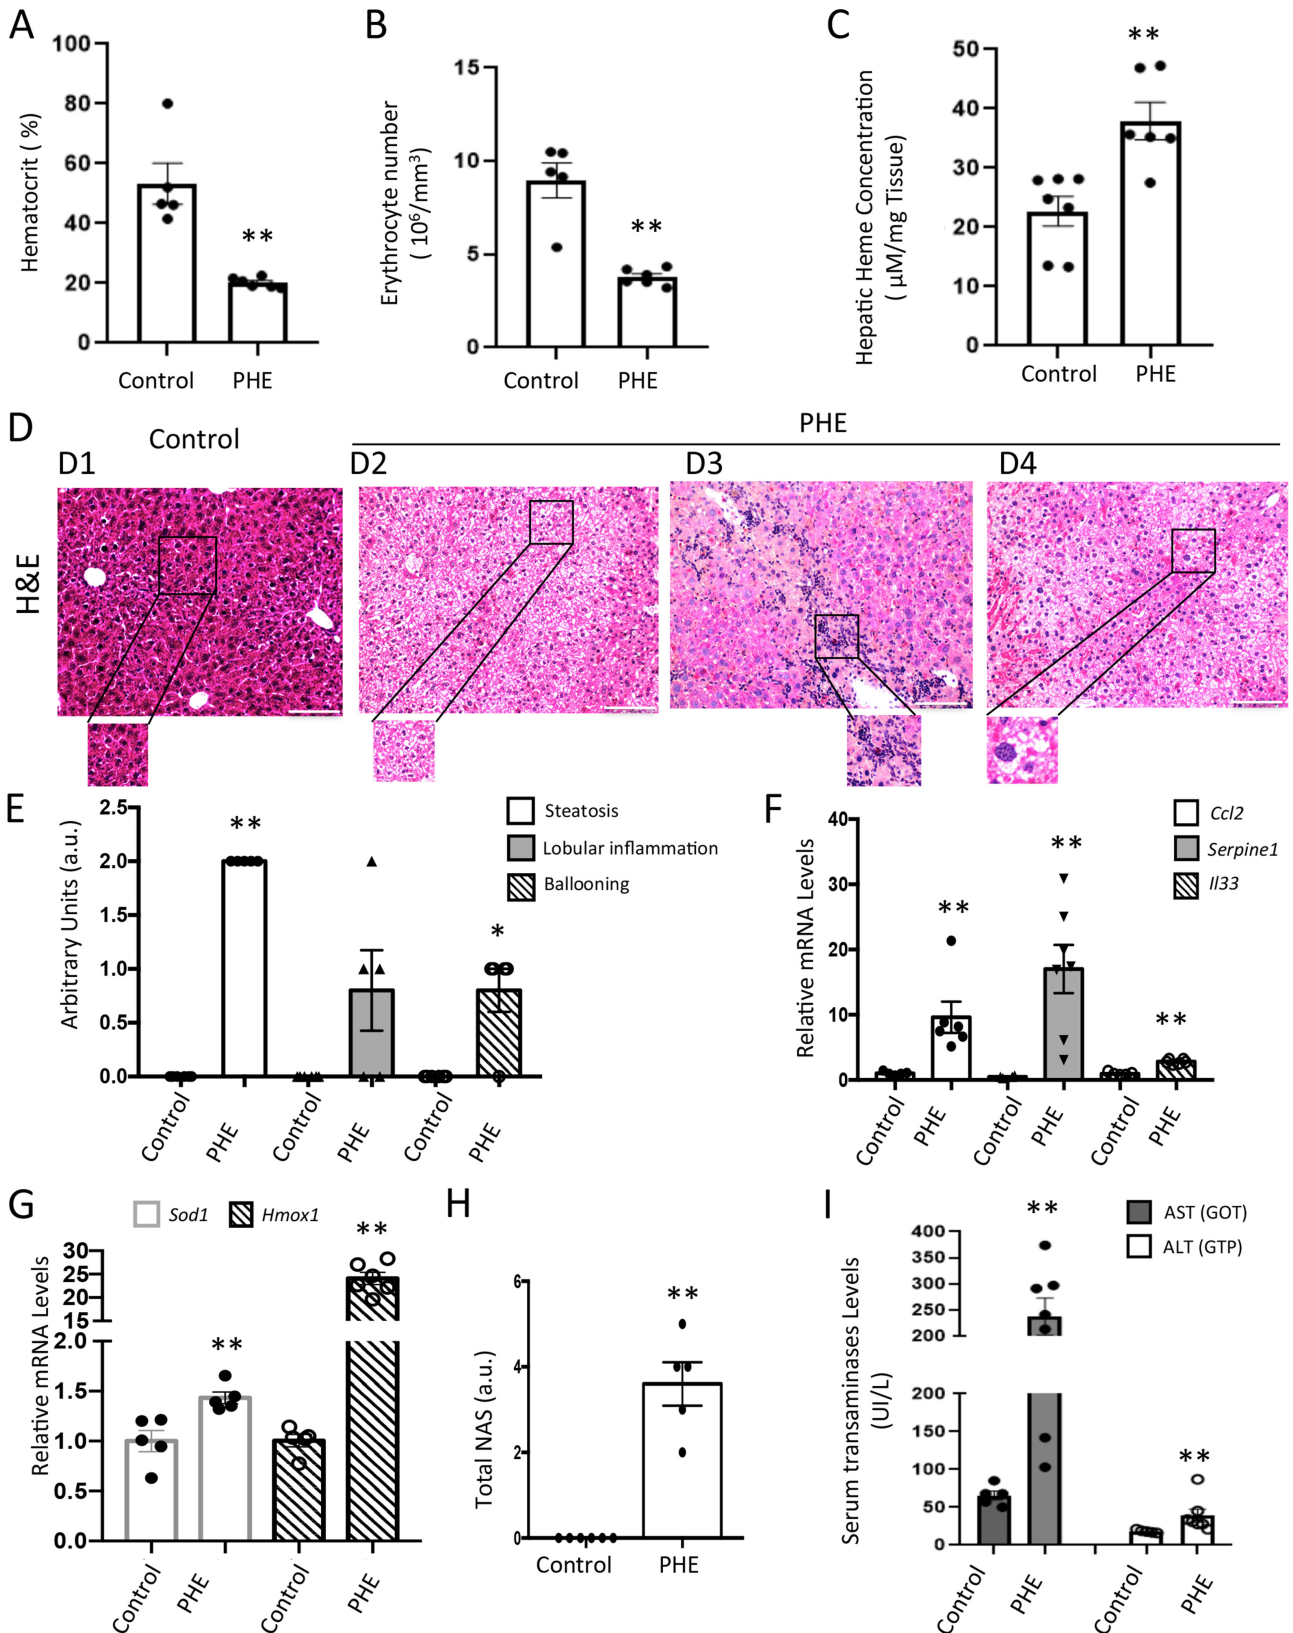 A
Hematocrit ( %)
100
80
60
40
20
0
**
Control
PHE
B
Erythrocyte number
( 10⁶/mm³)
15
10
5
0
**
Control
PHE
C
Hepatic Heme Concentration
( µM/mg Tissue)
50
40
30
20
10
0
**
Control
PHE
D
Control
PHE
D1
D2
D3
D4
H&E
E
Arbitrary Units (a.u.)
2.5
2.0
1.5
1.0
0.5
0.0
**
*
Steatosis
Lobular inflammation
Ballooning
Control
PHE
Control
PHE
Control
PHE
F
Relative mRNA Levels
40
30
20
10
0
**
**
**
Ccl2
Serpine1
Il33
Control
PHE
Control
PHE
Control
PHE
G
Sod1
Hmox1
Relative mRNA Levels
30
25
20
15
2.0
1.5
1.0
0.5
0.0
**
**
Control
PHE
Control
PHE
H
Total NAS (a.u.)
6
4
2
0
**
Control
PHE
I
Serum transaminases Levels
(UI/L)
400
350
300
250
200
200
150
100
50
0
**
**
AST (GOT)
ALT (GTP)
Control
PHE
Control
PHE